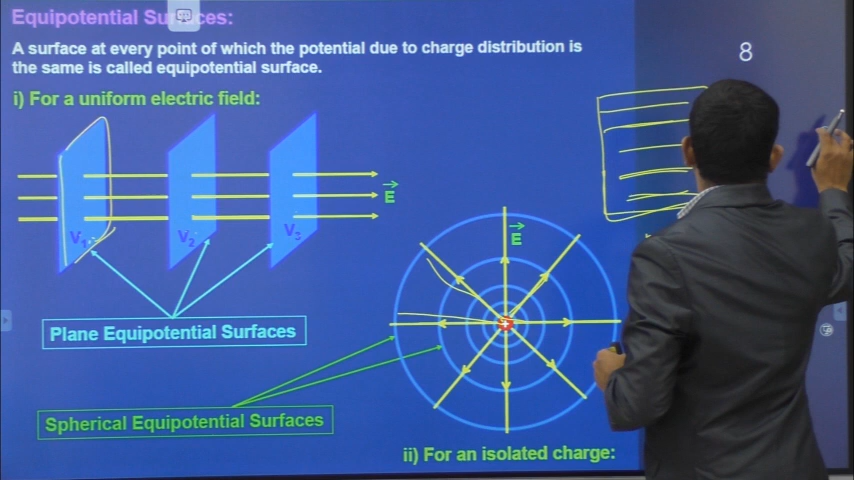 Equipotential Surfaces:
8
A surface at every point of which the potential due to charge distribution is
the same is called equipotential surface.
i) For a uniform electric field:
E
V1
V2
V3
E
Plane Equipotential Surfaces
+
Spherical Equipotential Surfaces
ii) For an isolated charge: